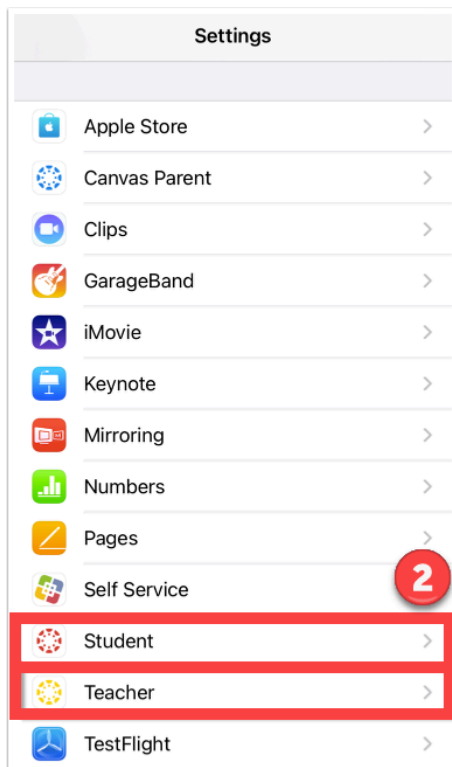 Settings
Apple Store
Canvas Parent
Clips
GarageBand
iMovie
Keynote
Mirroring
Numbers
Pages
2
Self Service
Student
Teacher
TestFlight